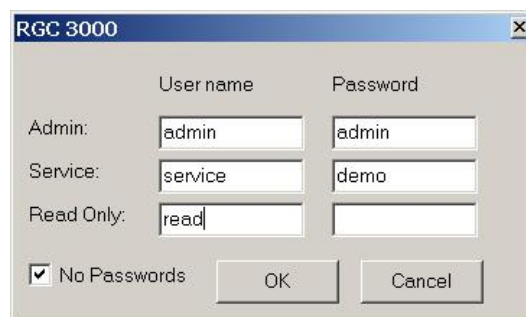 RGC 3000
User name Password
Admin: admin admin
Service: service demo
Read Only: read
No Passwords OK Cancel